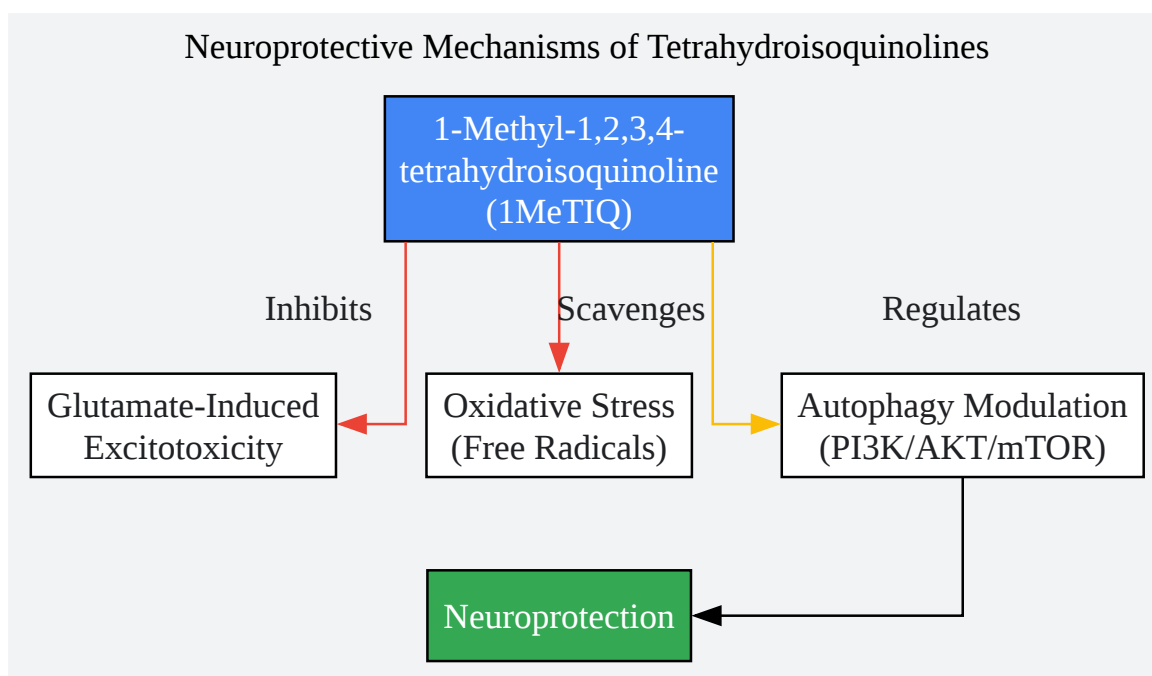 Neuroprotective Mechanisms of Tetrahydroisoquinolines
1-Methyl-1,2,3,4-
tetrahydroisoquinoline
(1MeTIQ)
Inhibits
Scavenges
Regulates
Glutamate-Induced
Excitotoxicity
Oxidative Stress
(Free Radicals)
Autophagy Modulation
(PI3K/AKT/mTOR)
Neuroprotection